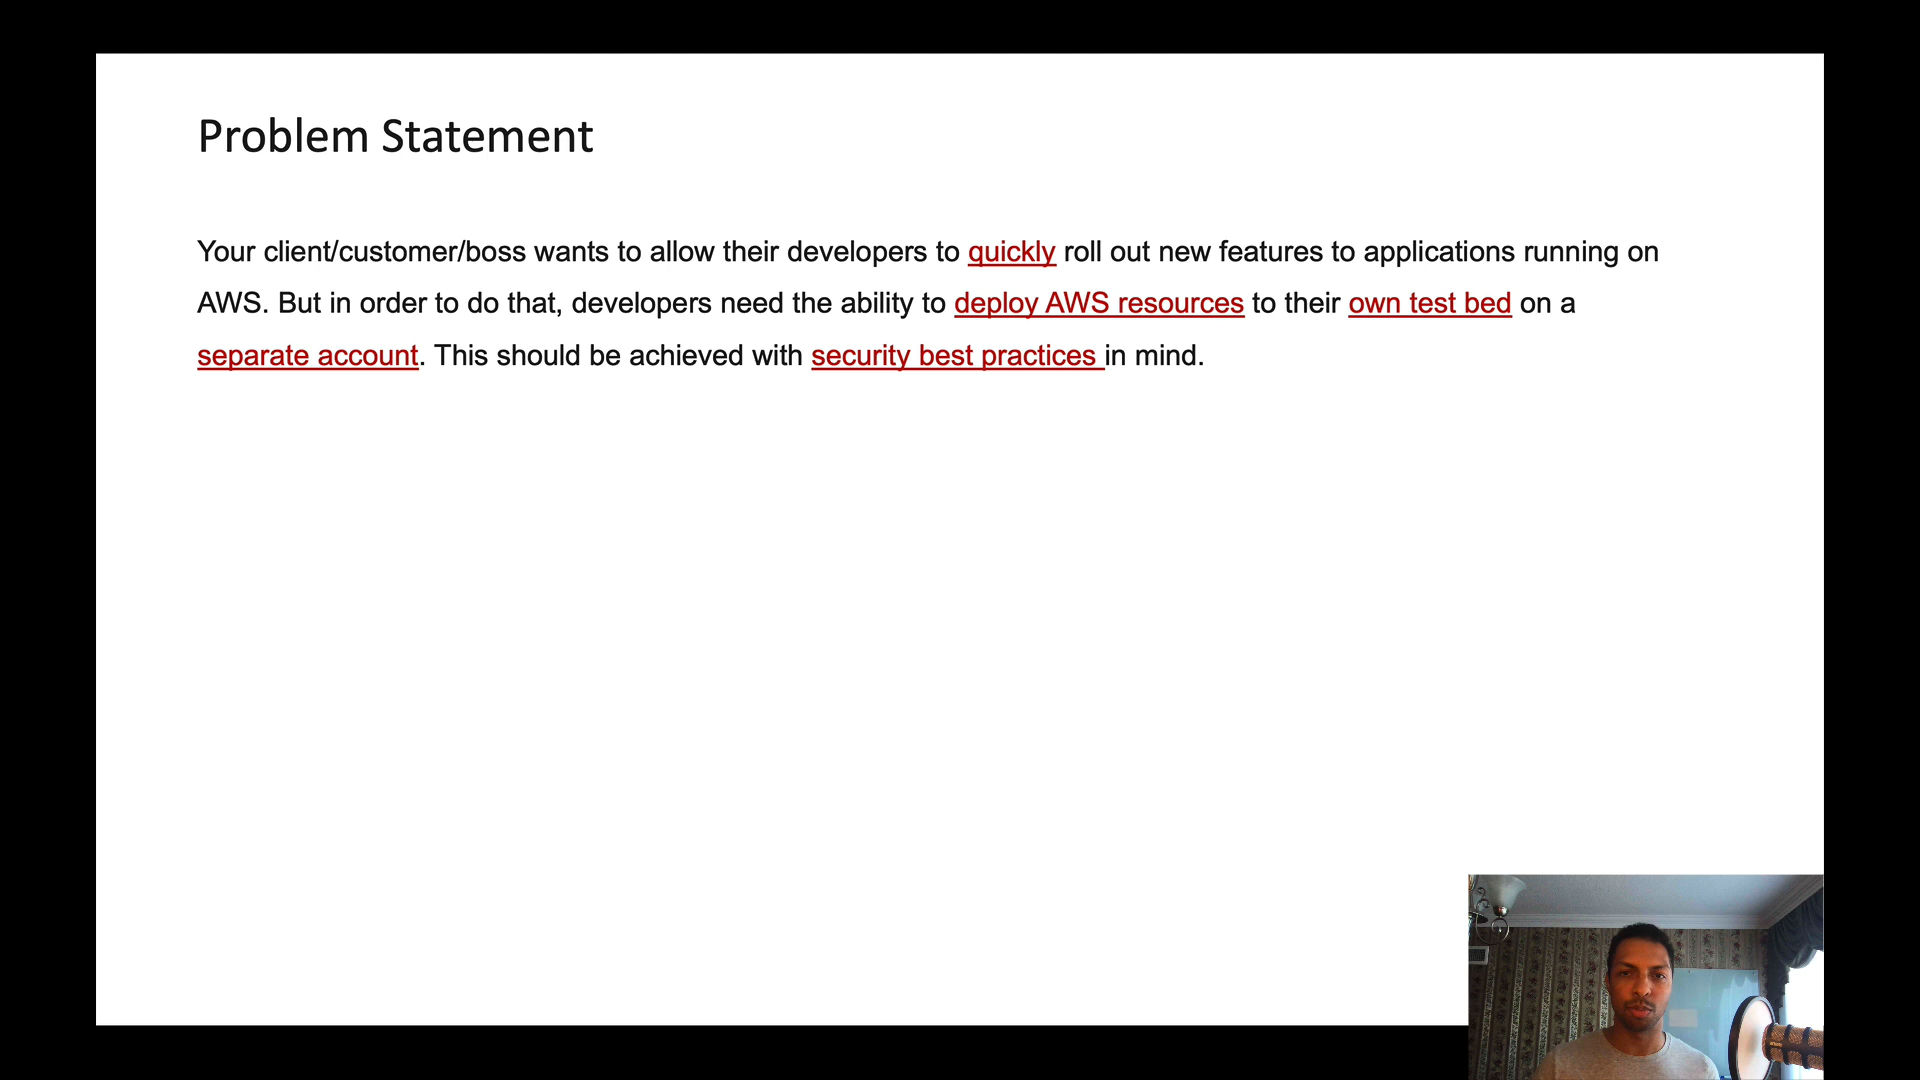 Problem Statement
Your client/customer/boss wants to allow their developers to quickly roll out new features to applications running on
AWS. But in order to do that, developers need the ability to deploy AWS resources to their own test bed on a
separate account. This should be achieved with security best practices in mind.